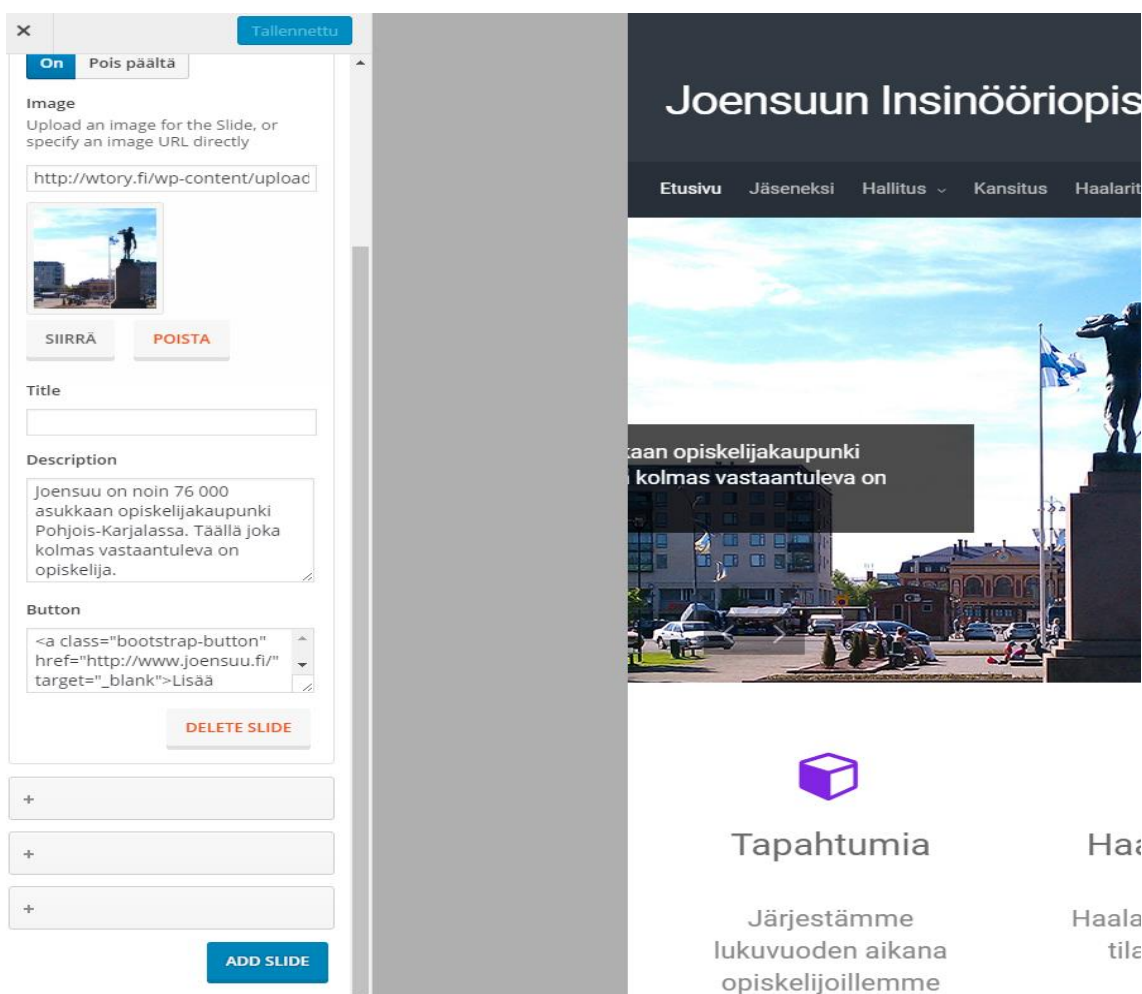 ×
Tallennettu
On Pois päältä
Image
Upload an image for the Slide, or
specify an image URL directly
http://wtory.fi/wp-content/upload
SIIRRÄ POISTA
Title
Description
Joensuu on noin 76 000
asukkaan opiskelijakaupunki
Pohjois-Karjalassa. Täällä joka
kolmas vastaantuleva on
opiskelija.
Button
<a class="bootstrap-button"
href="http://www.joensuu.fi/"
target="_blank">Lisää
DELETE SLIDE
+
+
+
ADD SLIDE
Joensuun Insinööriopis
Etusivu Jäseneksi Hallitus Kansitus Haalarit
kaan opiskelijakaupunki
kolmas vastaantuleva on
Tapahtumia
Järjestämme
lukuvuoden aikana
opiskelijoillemme
Haa
Haala
tila